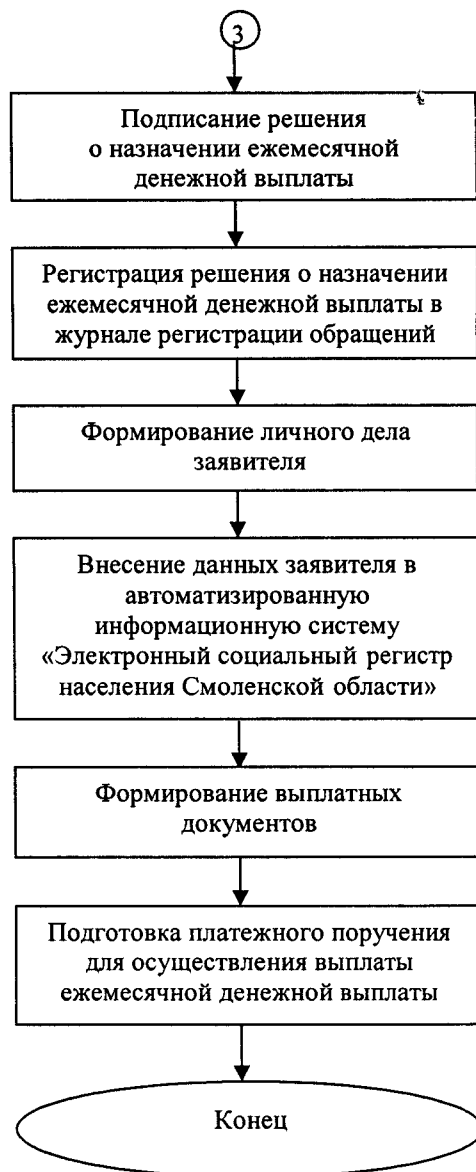 3
Подписание решения
о назначении ежемесячной
денежной выплаты
Регистрация решения о назначении
ежемесячной денежной выплаты в
журнале регистрации обращений
Формирование личного дела
заявителя
Внесение данных заявителя в
автоматизированную
информационную систему
«Электронный социальный регистр
населения Смоленской области»
Формирование выплатных
документов
Подготовка платежного поручения
для осуществления выплаты
ежемесячной денежной выплаты
Конец